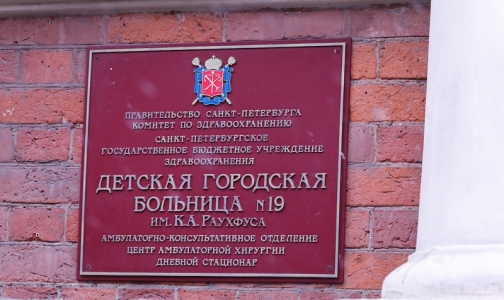 ПРАВИТЕЛЬСТВО САНКТ-ПЕТЕРБУРГА
КОМИТЕТ ПО ЗДРАВООХРАНЕНИЮ
САНКТ-ПЕТЕРБУРГСКОЕ
ГОСУДАРСТВЕННОЕ БЮДЖЕТНОЕ УЧРЕЖДЕНИЕ
ЗДРАВООХРАНЕНИЯ
ДЕТСКАЯ ГОРОДСКАЯ
БОЛЬНИЦА №19
ИМ. К.А. РАУХФУСА
АМБУЛАТОРНО-КОНСУЛЬТАТИВНОЕ ОТДЕЛЕНИЕ
ЦЕНТР АМБУЛАТОРНОЙ ХИРУРГИИ
ДНЕВНОЙ СТАЦИОНАР